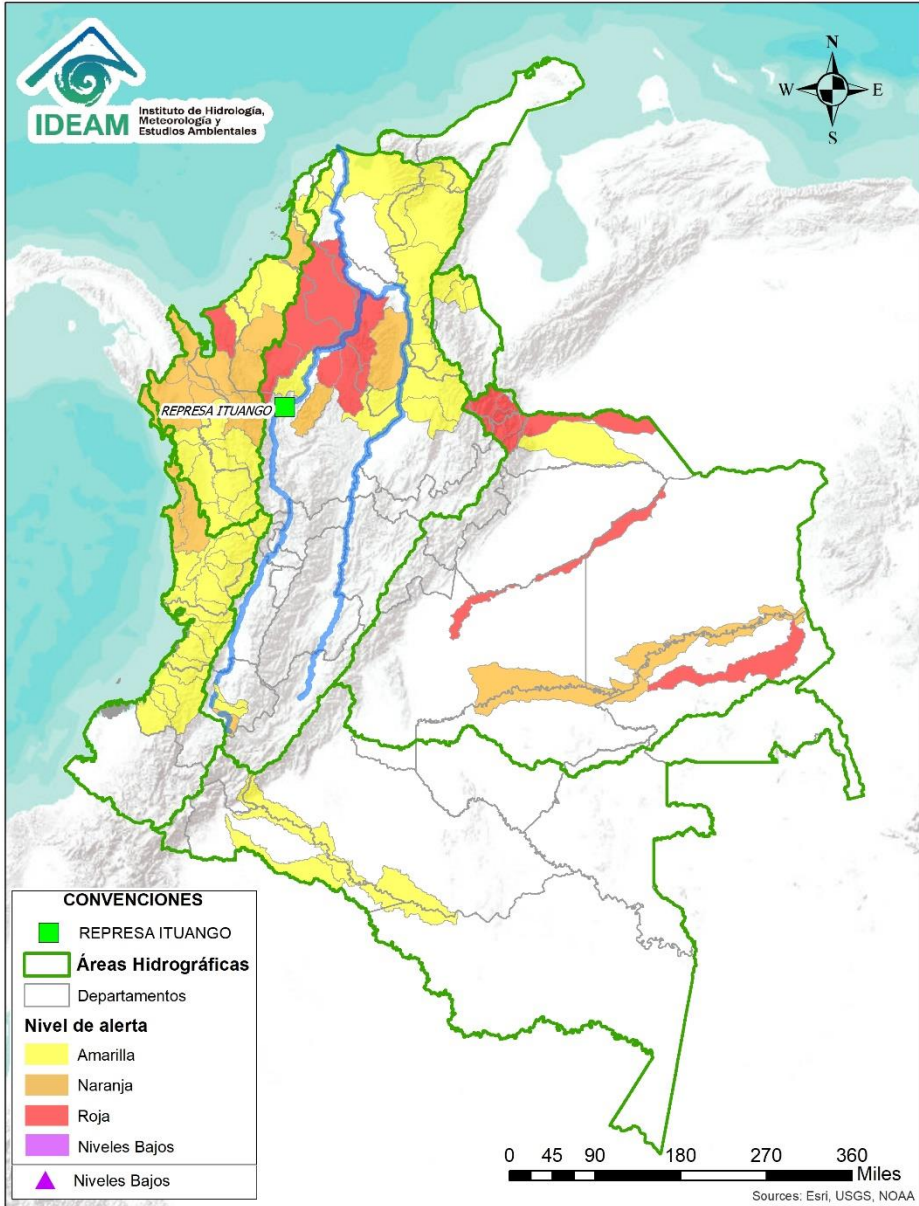 IDEAM
Instituto de Hidrología,
Meteorología y
Estudios Ambientales
N
W
E
S
REPRESA ITUANGO
CONVENCIONES
REPRESA ITUANGO
Áreas Hidrográficas
Departamentos
Nivel de alerta
Amarilla
Naranja
Roja
Niveles Bajos
Niveles Bajos
0 45 90 180 270 360
Miles
Sources: Esri, USGS, NOAA